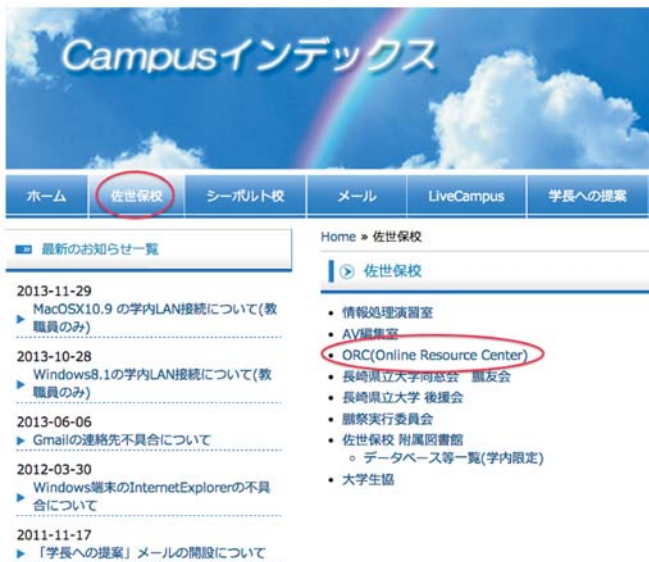 Campusインデックス
ホーム 佐世保校 シーボルト校 メール LiveCampus 学長への提案
最新のお知らせ一覧
2013-11-29
MacOSX10.9 の学内LAN接続について(教
職員のみ)
2013-10-28
Windows8.1の学内LAN接続について(教
職員のみ)
2013-06-06
Gmailの連絡先不具合について
2012-03-30
Windows端末のInternetExplorerの不具
合について
2011-11-17
「学長への提案」メールの開設について
Home » 佐世保校
佐世保校
情報処理演習室
AV編集室
ORC(Online Resource Center)
長崎県立大学同窓会 鵬友会
長崎県立大学 後援会
鵬祭実行委員会
佐世保校 附属図書館
データベース等一覧(学内限定)
大学生協